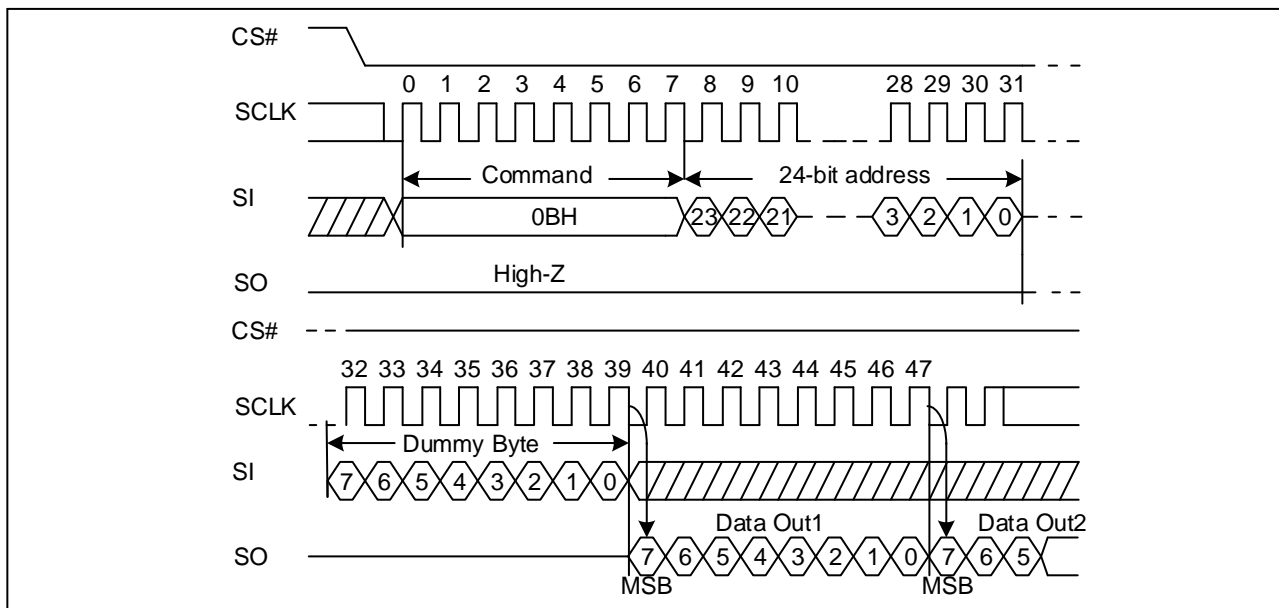 CS#
0 1 2 3 4 5 6 7 8 9 10 28 29 30 31
SCLK
Command 24-bit address
SI
0BH 23 22 21 3 2 1 0
High-Z
SO
CS#
32 33 34 35 36 37 38 39 40 41 42 43 44 45 46 47
SCLK
Dummy Byte
SI
7 6 5 4 3 2 1 0
Data Out1 Data Out2
SO
7 6 5 4 3 2 1 0 7 6 5
MSB MSB